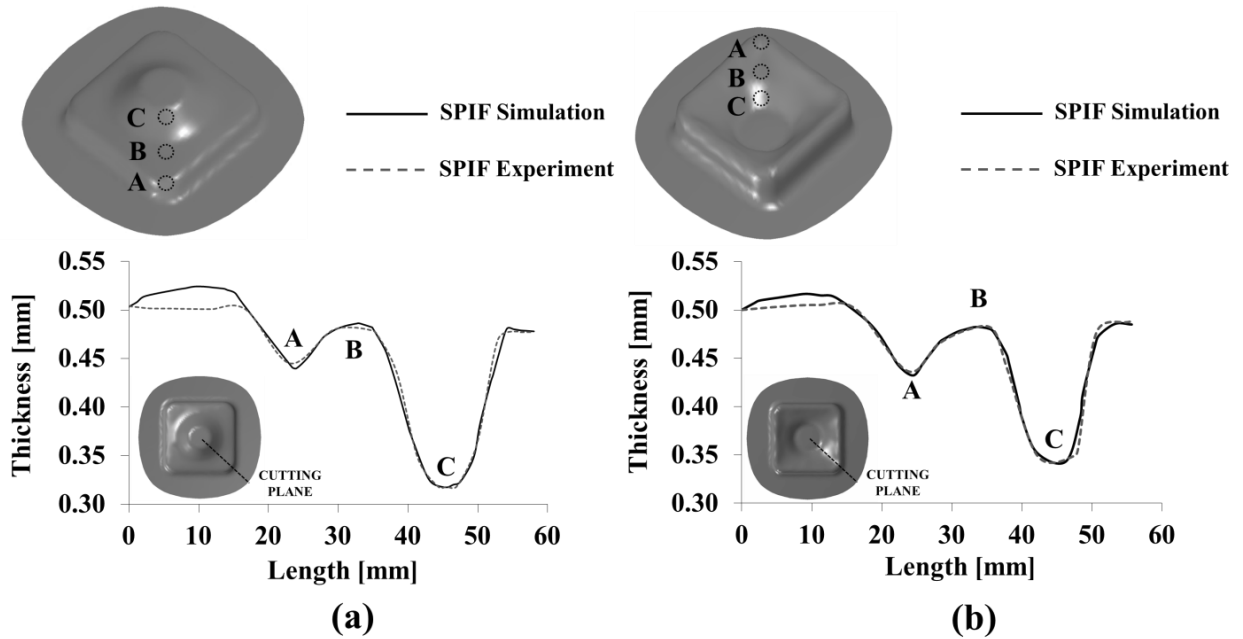 C
B
A
SPIF Simulation
SPIF Experiment
A
B
C
SPIF Simulation
SPIF Experiment
Thickness [mm]
0.55
0.50
0.45
0.40
0.35
0.30
A
B
C
CUTTING
PLANE
0 10 20 30 40 50 60
Length [mm]
(a)
Thickness [mm]
0.55
0.50
0.45
0.40
0.35
0.30
B
A
C
CUTTING
PLANE
0 10 20 30 40 50 60
Length [mm]
(b)